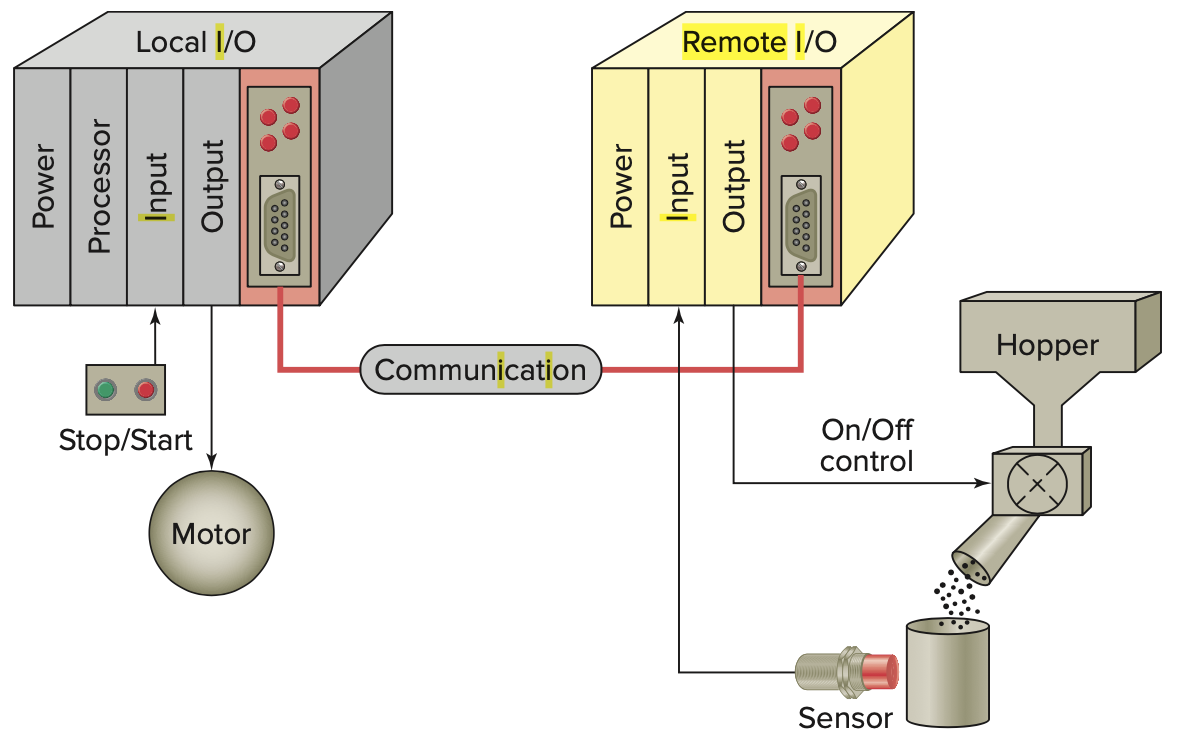 Local I/O
Power
Processor
Input
Output
Remote I/O
Power
Input
Output
Communication
Stop/Start
Motor
Hopper
On/Off
control
Sensor